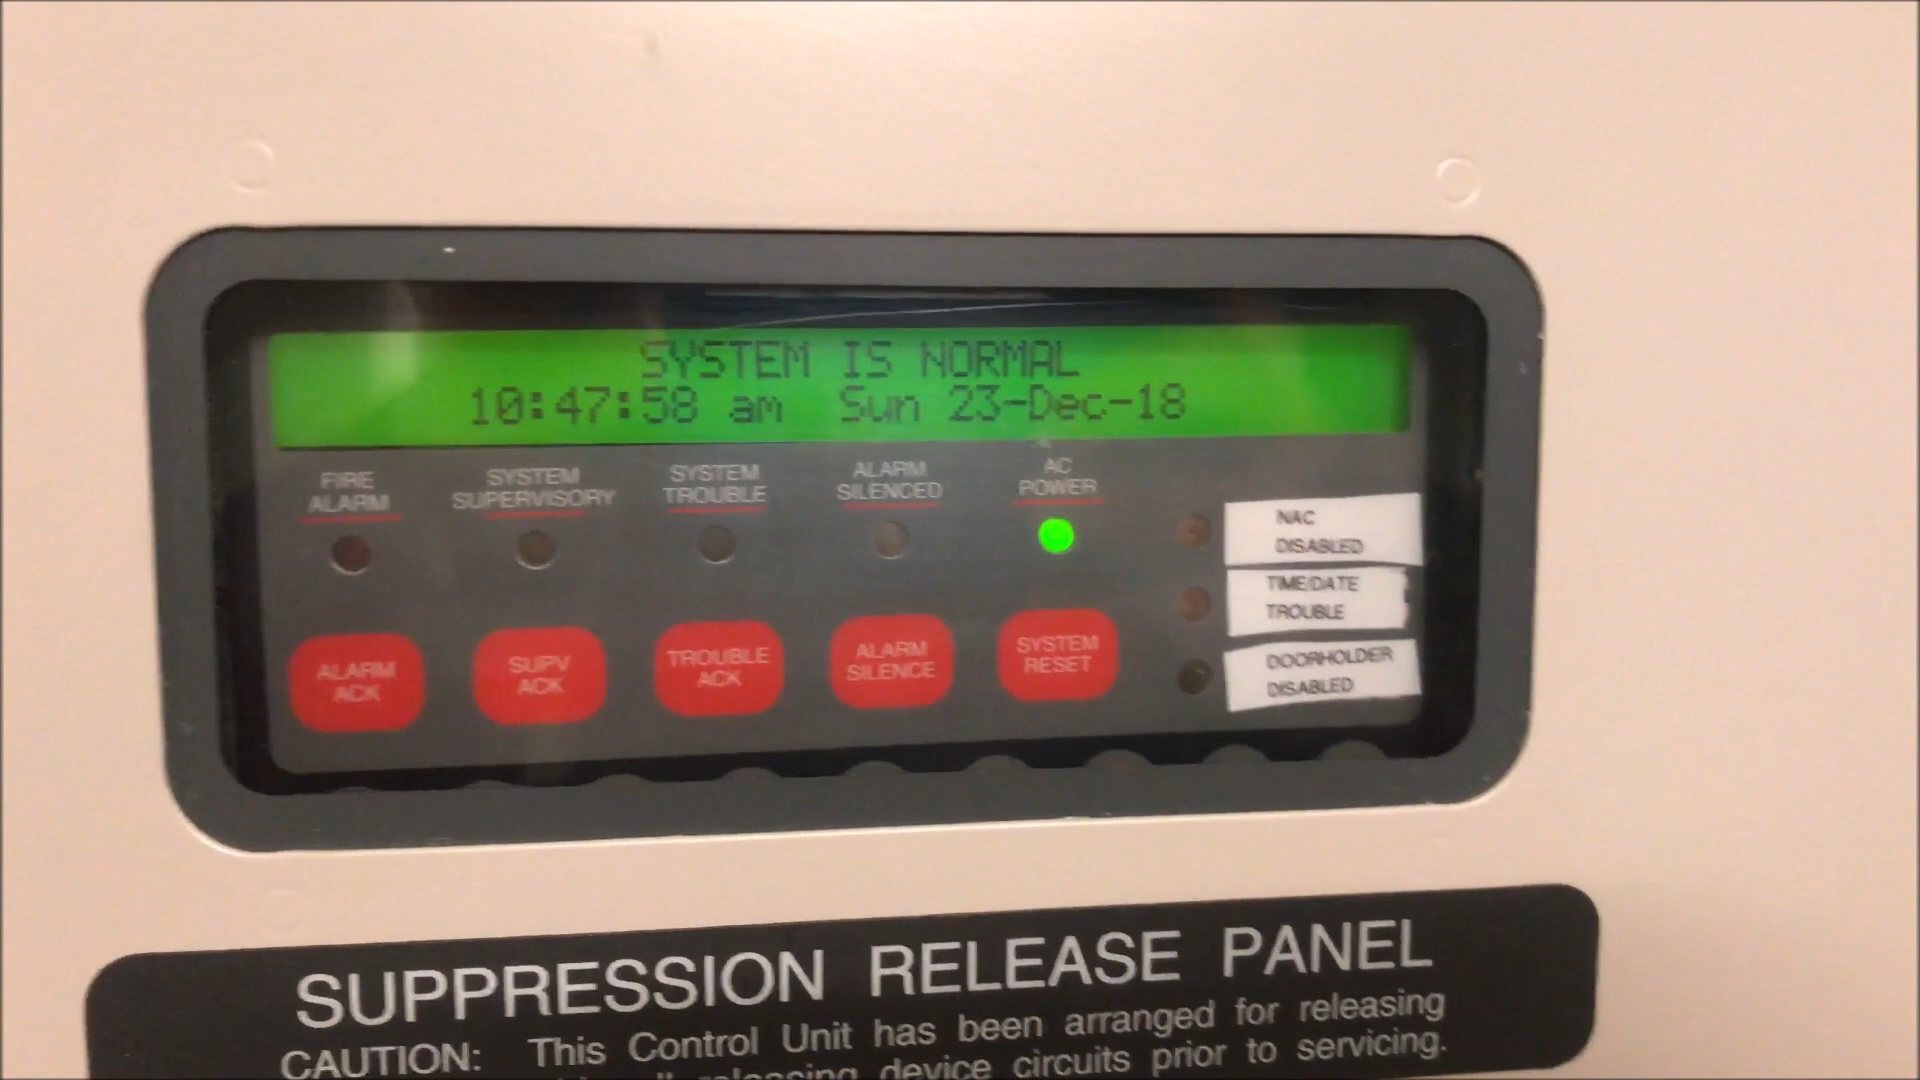 SYSTEM IS NORMAL
10:47:58 am Sun 23-Dec-18
FIRE
ALARM
SYSTEM
SUPERVISORY
SYSTEM
TROUBLE
ALARM
SILENCED
AC
POWER
NAC
DISABLED
TIME/DATE
TROUBLE
DOORHOLDER
DISABLED
ALARM
ACK
SUPV
ACK
TROUBLE
ACK
ALARM
SILENCE
SYSTEM
RESET
SUPPRESSION RELEASE PANEL
CAUTION: This Control Unit has been arranged for releasing
releasing device circuits prior to servicing.